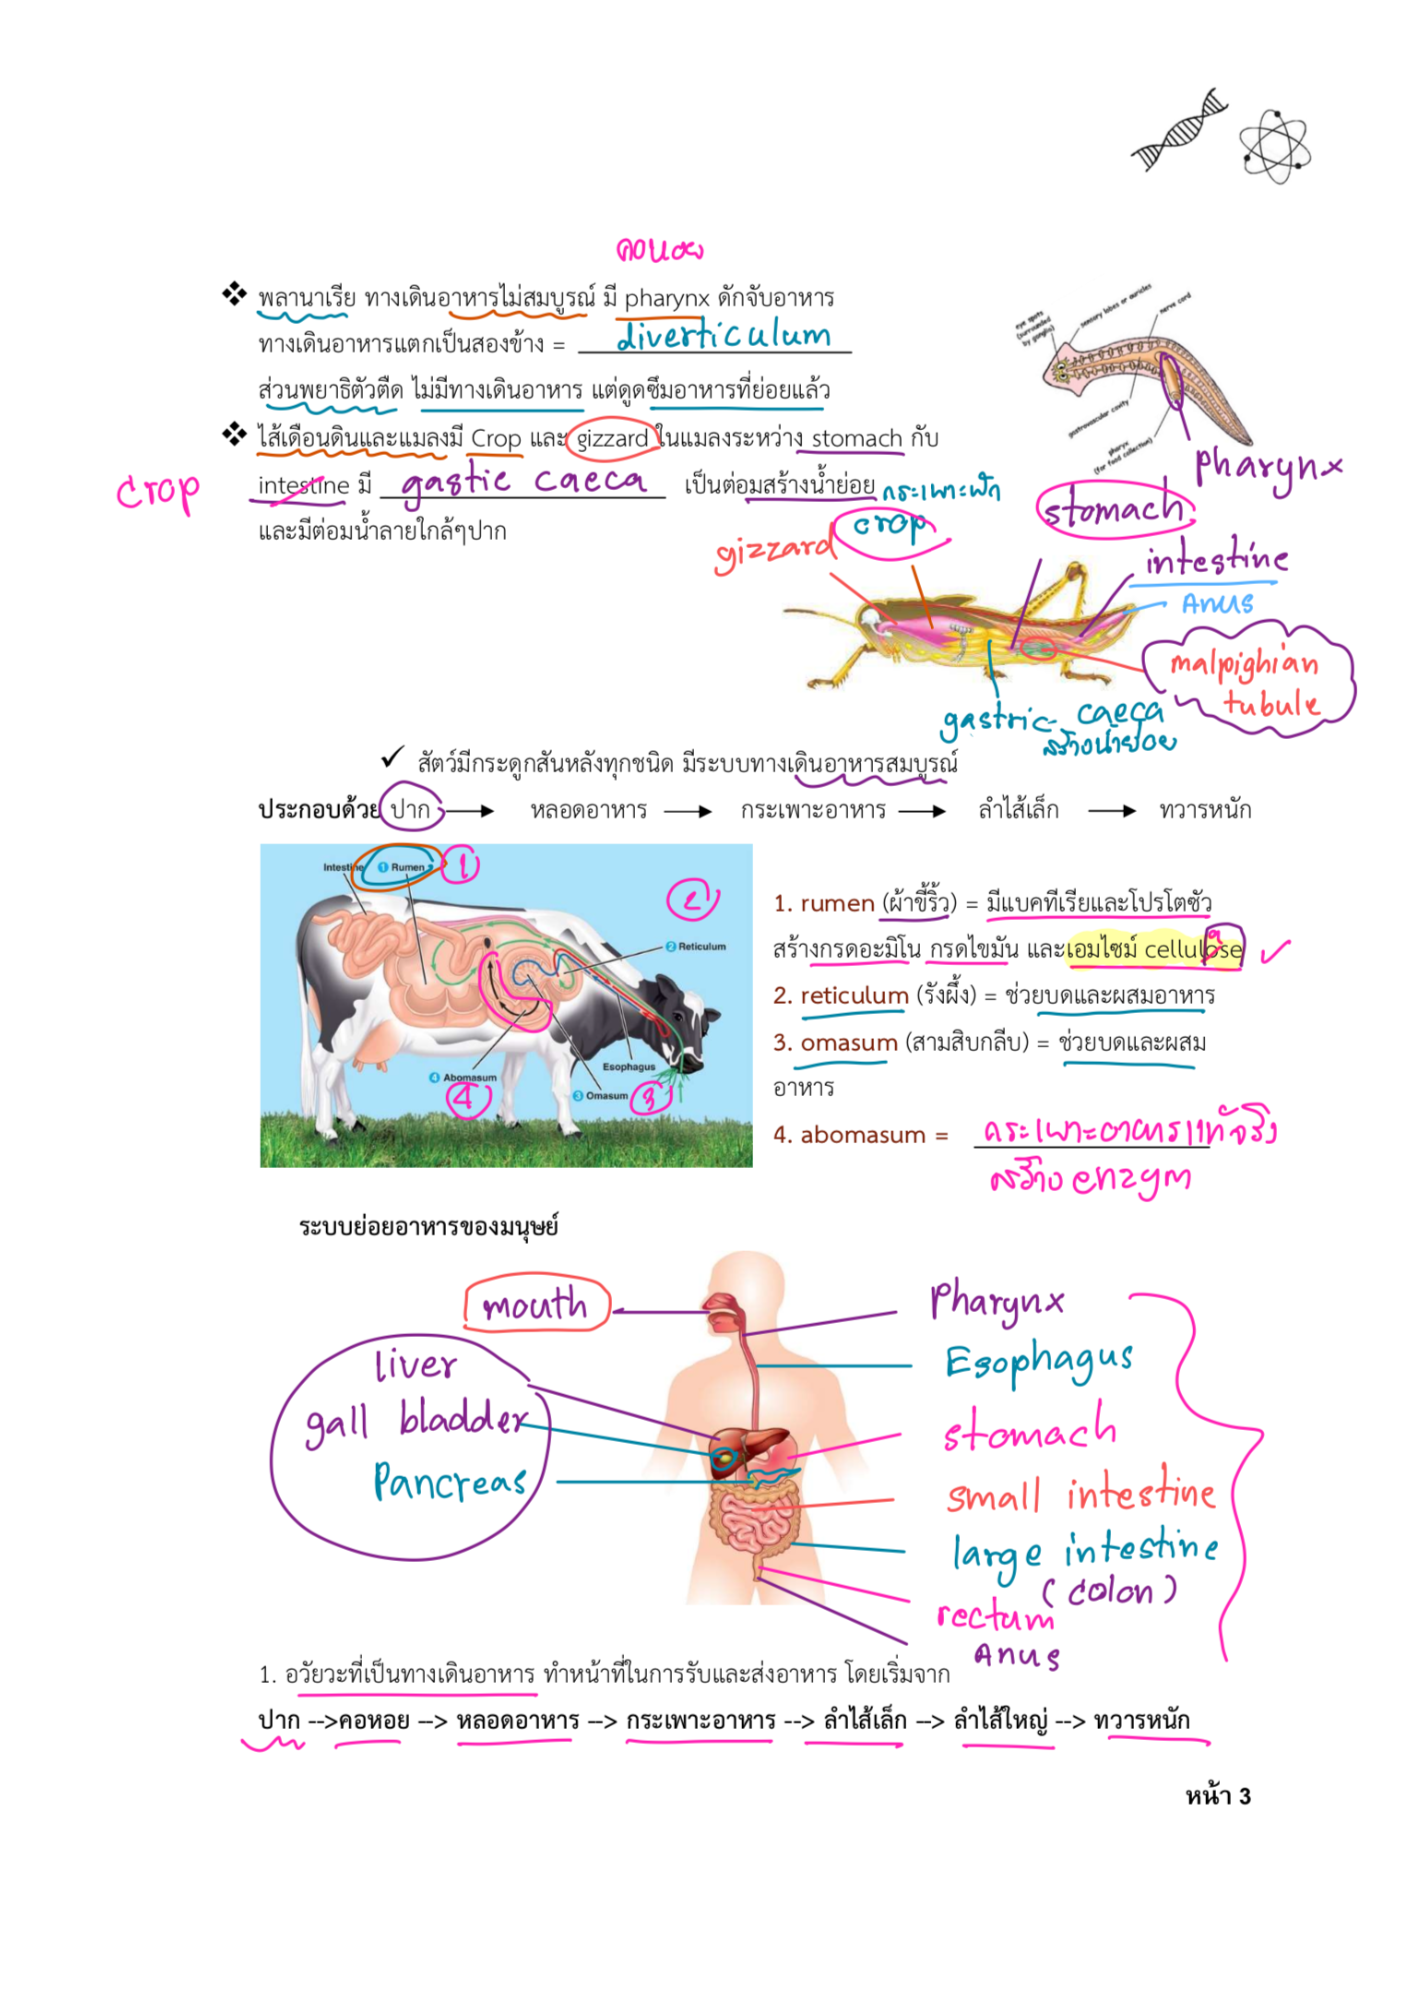 คอหอย
❖ พลานาเรีย ทางเดินอาหารไม่สมบูรณ์ มี pharynx ดักจับอาหาร
ทางเดินอาหารแตกเป็นสองข้าง = diverticulum
ส่วนพยาธิตัวตืด ไม่มีทางเดินอาหาร แต่ดูดซึมอาหารที่ย่อยแล้ว
eye spots (surrounded by ganglia)
sensory lobes or auricles
nerve cord
gastrovascular cavity
pharynx (for food collection)
pharynx
❖ ไส้เดือนดินและแมลงมี Crop และ gizzard ในแมลงระหว่าง stomach กับ
crop
intestine มี gastic caeca เป็นต่อมสร้างน้ำย่อย
และมีต่อมน้ำลายใกล้ๆปาก
กระเพาะพัก
crop
gizzard
stomach
intestine
Anus
malpighian
tubule
gastric caeca
สร้างน้ำย่อย
✓ สัตว์มีกระดูกสันหลังทุกชนิด มีระบบทางเดินอาหารสมบูรณ์
ประกอบด้วย ปาก → หลอดอาหาร → กระเพาะอาหาร → ลำไส้เล็ก → ทวารหนัก
Intestine
1 Rumen
1
2
2 Reticulum
Esophagus
4 Abomasum
4
3 Omasum
3
1. rumen (ผ้าขี้ริ้ว) = มีแบคทีเรียและโปรโตซัว
สร้างกรดอะมิโน กรดไขมัน และเอมไซม์ cellulose
a
2. reticulum (รังผึ้ง) = ช่วยบดและผสมอาหาร
3. omasum (สามสิบกลีบ) = ช่วยบดและผสม
อาหาร
4. abomasum = กระเพาะอาหารแท้จริง
สร้าง enzym
ระบบย่อยอาหารของมนุษย์
mouth
liver
gall bladder
Pancreas
Pharynx
Esophagus
stomach
small intestine
large intestine
(colon)
rectum
Anus
1. อวัยวะที่เป็นทางเดินอาหาร ทำหน้าที่ในการรับและส่งอาหาร โดยเริ่มจาก
ปาก -->คอหอย --> หลอดอาหาร --> กระเพาะอาหาร --> ลำไส้เล็ก --> ลำไส้ใหญ่ --> ทวารหนัก
หน้า 3